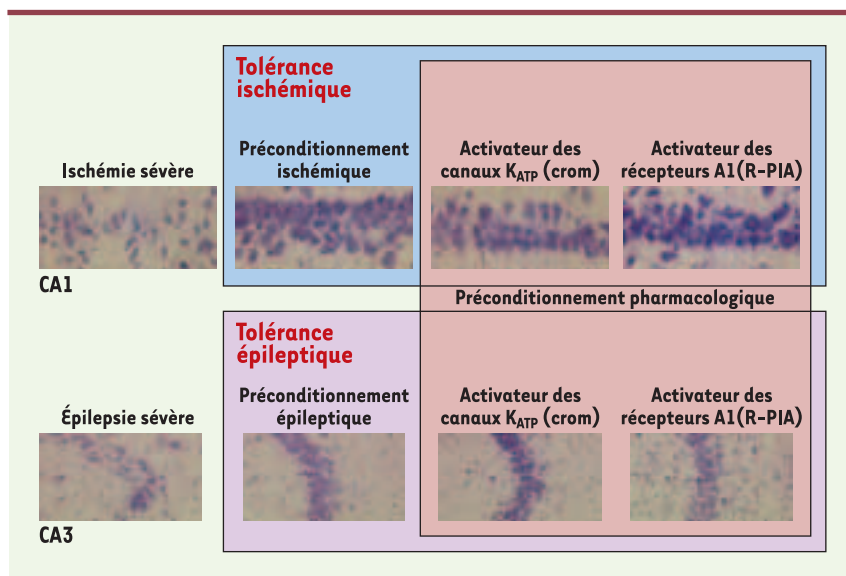 Tolérance
ischémique
Ischémie sévère
Préconditionnement
ischémique
Activateur des
canaux KATP (crom)
Activateur des
récepteurs A1(R-PIA)
CA1
Préconditionnement pharmacologique
Tolérance
épileptique
Épilepsie sévère
Préconditionnement
épileptique
Activateur des
canaux KATP (crom)
Activateur des
récepteurs A1(R-PIA)
CA3